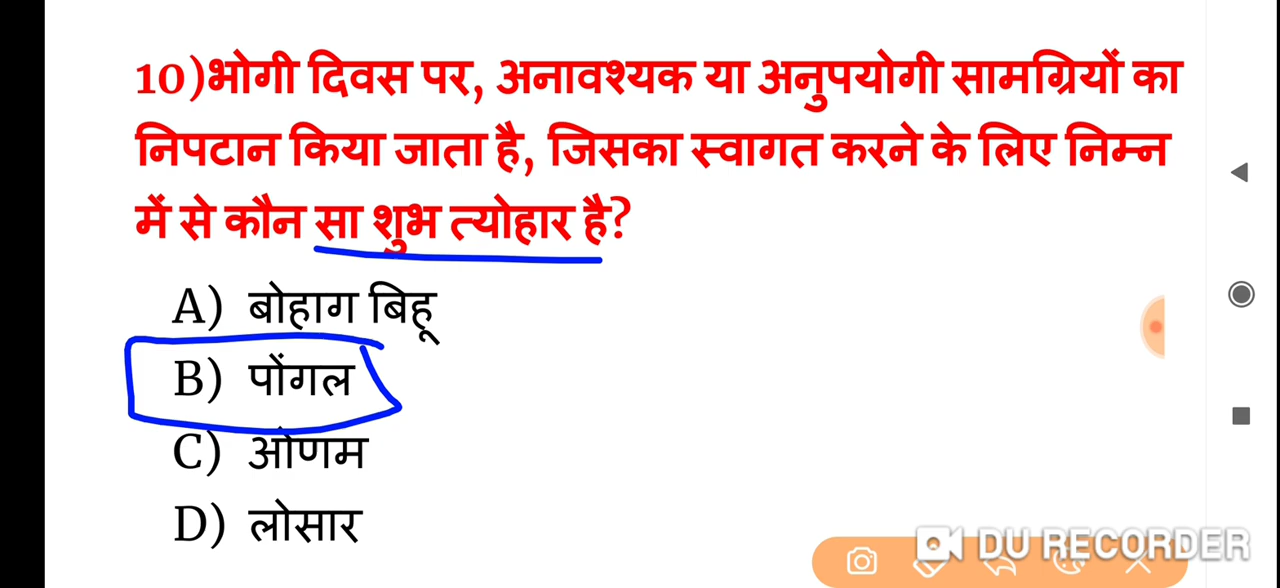 10)भोगी दिवस पर, अनावश्यक या अनुपयोगी सामग्रियों का
निपटान किया जाता है, जिसका स्वागत करने के लिए निम्न
में से कौन सा शुभ त्योहार है?
A) बोहाग बिहू
B) पोंगल
C) ओणम
D) लोसार
DU RECORDER